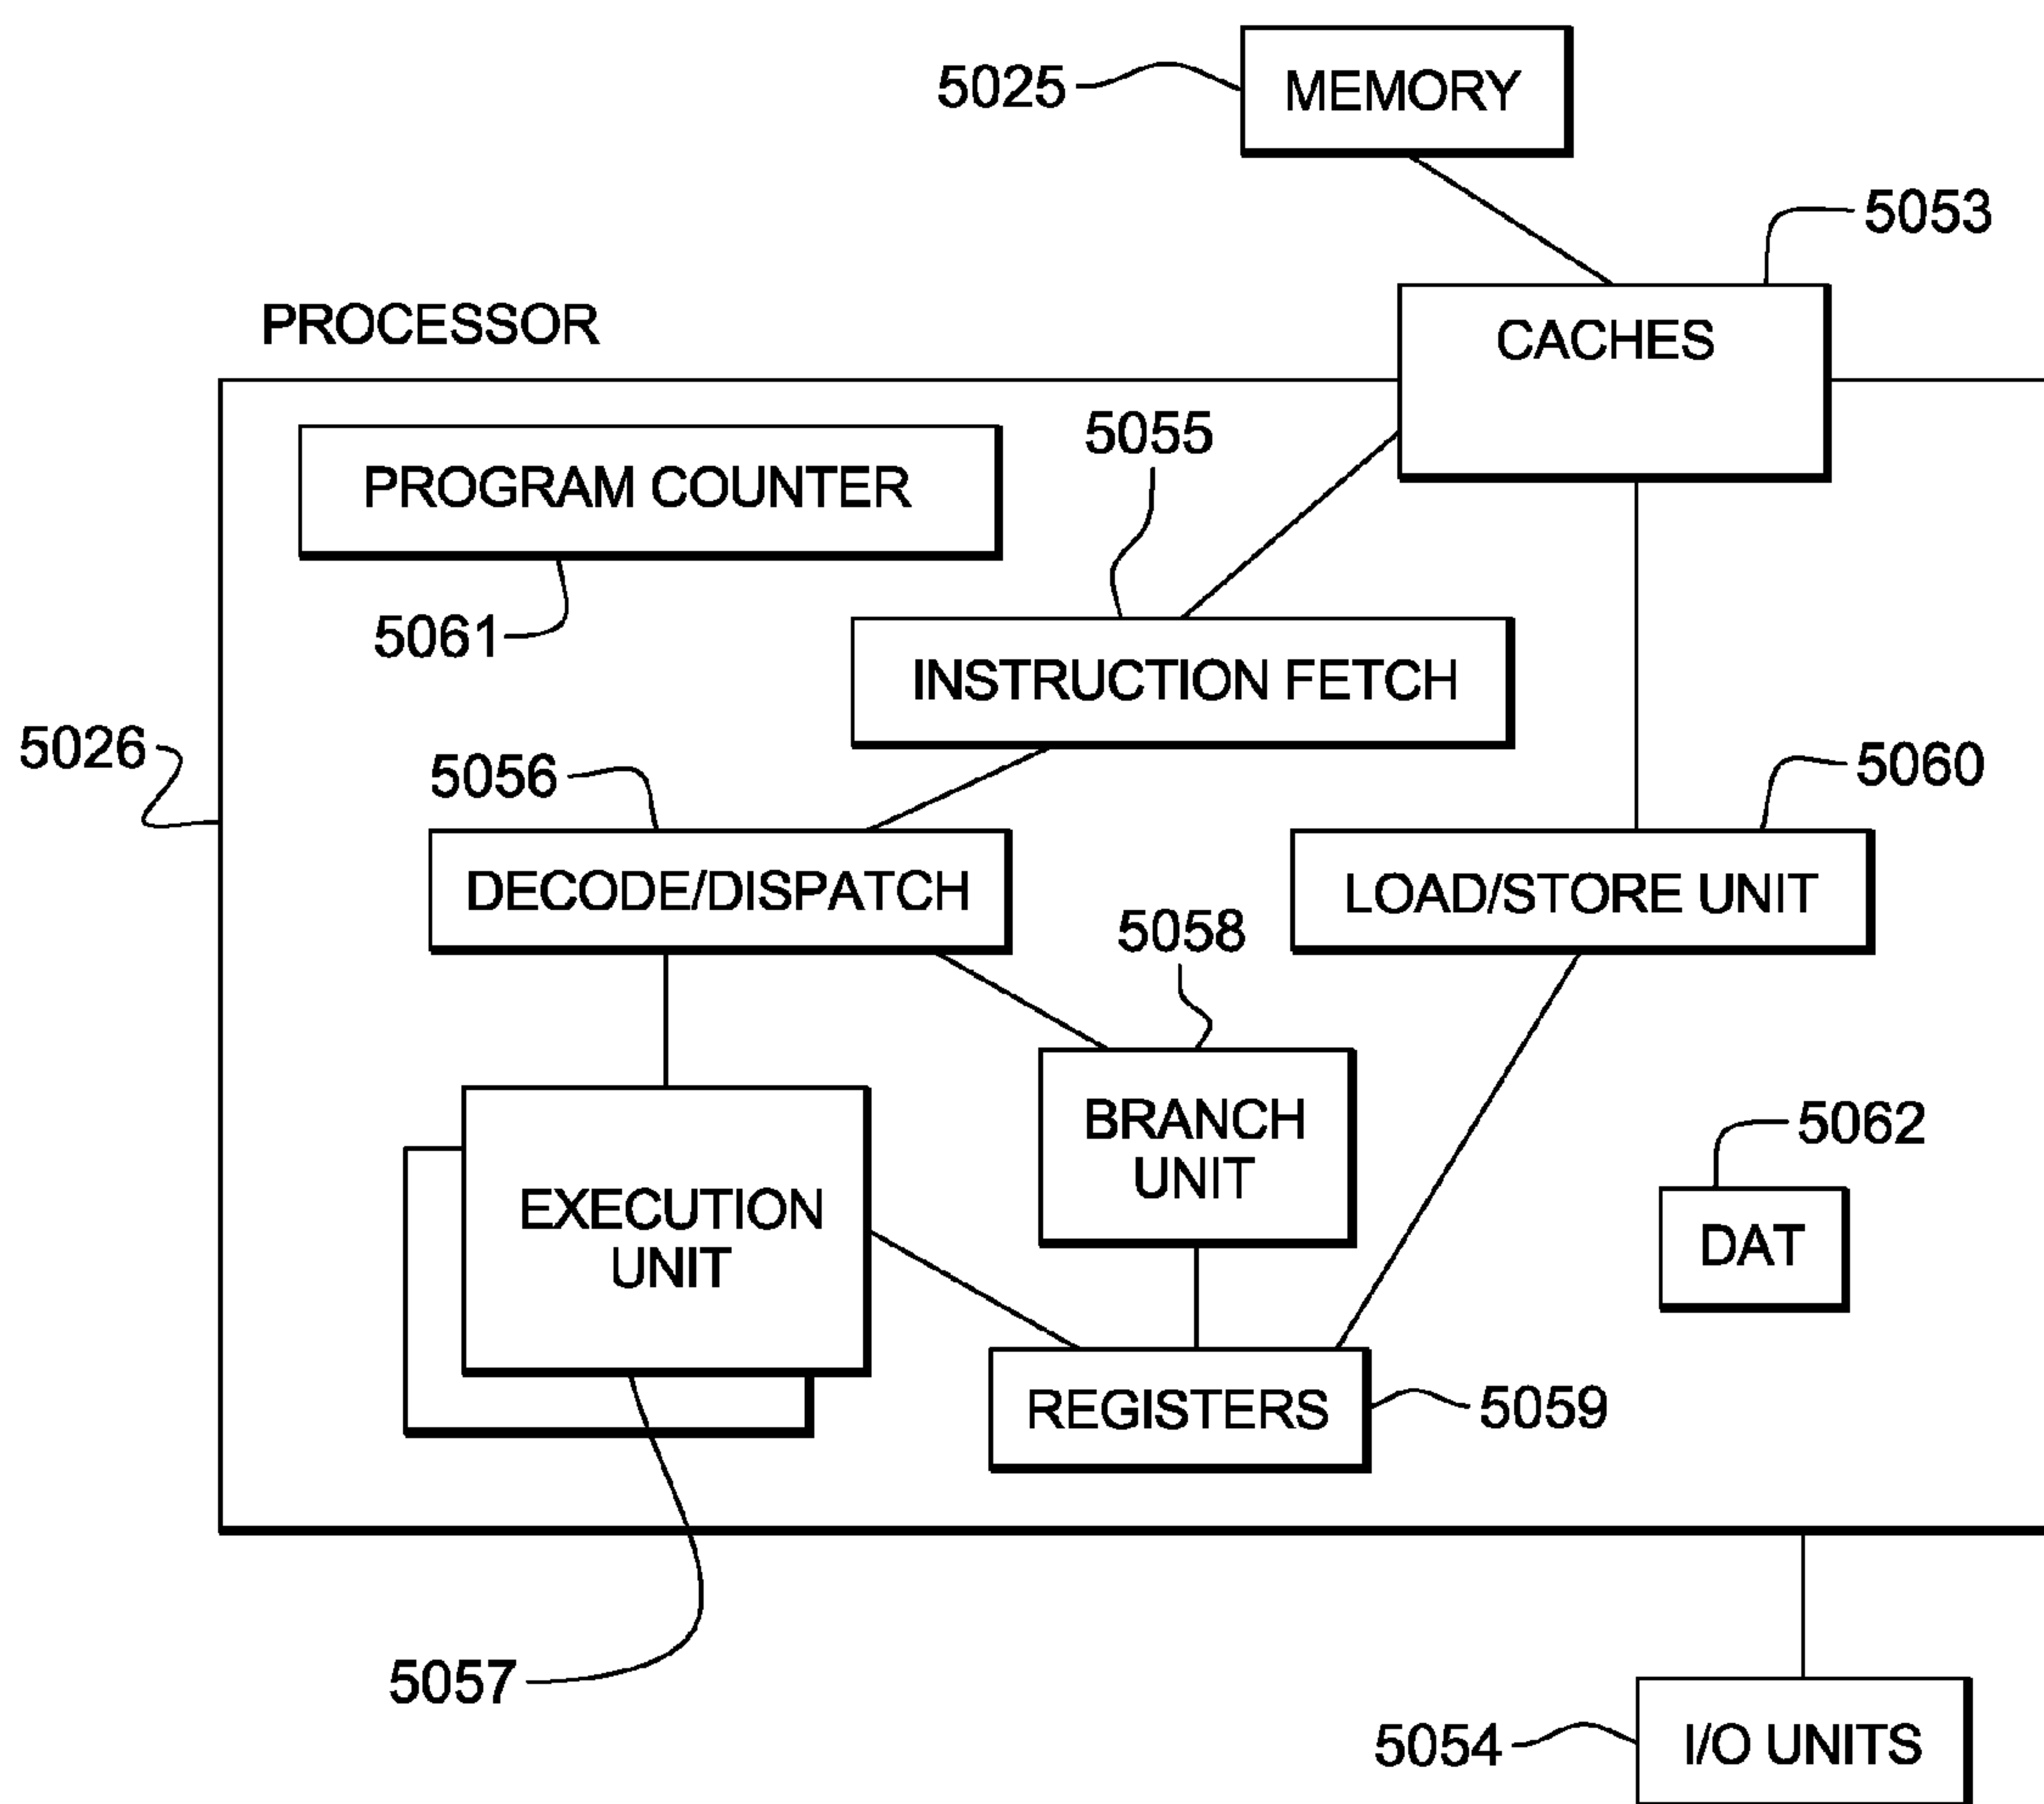 MEMORY
5025
5053
CACHES
PROCESSOR
PROGRAM COUNTER
5055
5061
INSTRUCTION FETCH
5026
5056
5060
DECODE/DISPATCH
LOAD/STORE UNIT
5058
BRANCH
UNIT
5062
EXECUTION
UNIT
DAT
REGISTERS
5059
5057
5054
I/O UNITS